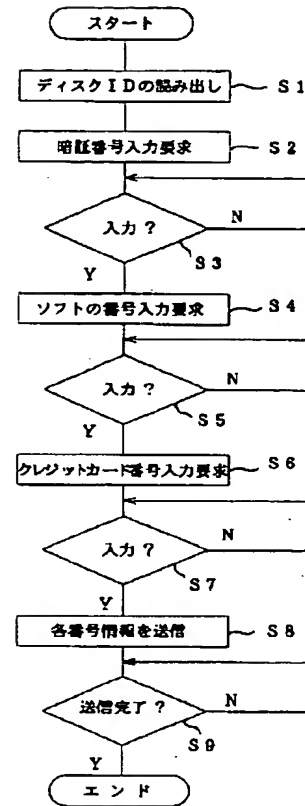 スタート
ディスクIDの読み出し S1
暗証番号入力要求 S2
入力? N
Y S3
ソフトの番号入力要求 S4
入力? N
Y S5
クレジットカード番号入力要求 S6
入力? N
Y S7
各番号情報を送信 S8
送信完了? N
Y S9
エンド